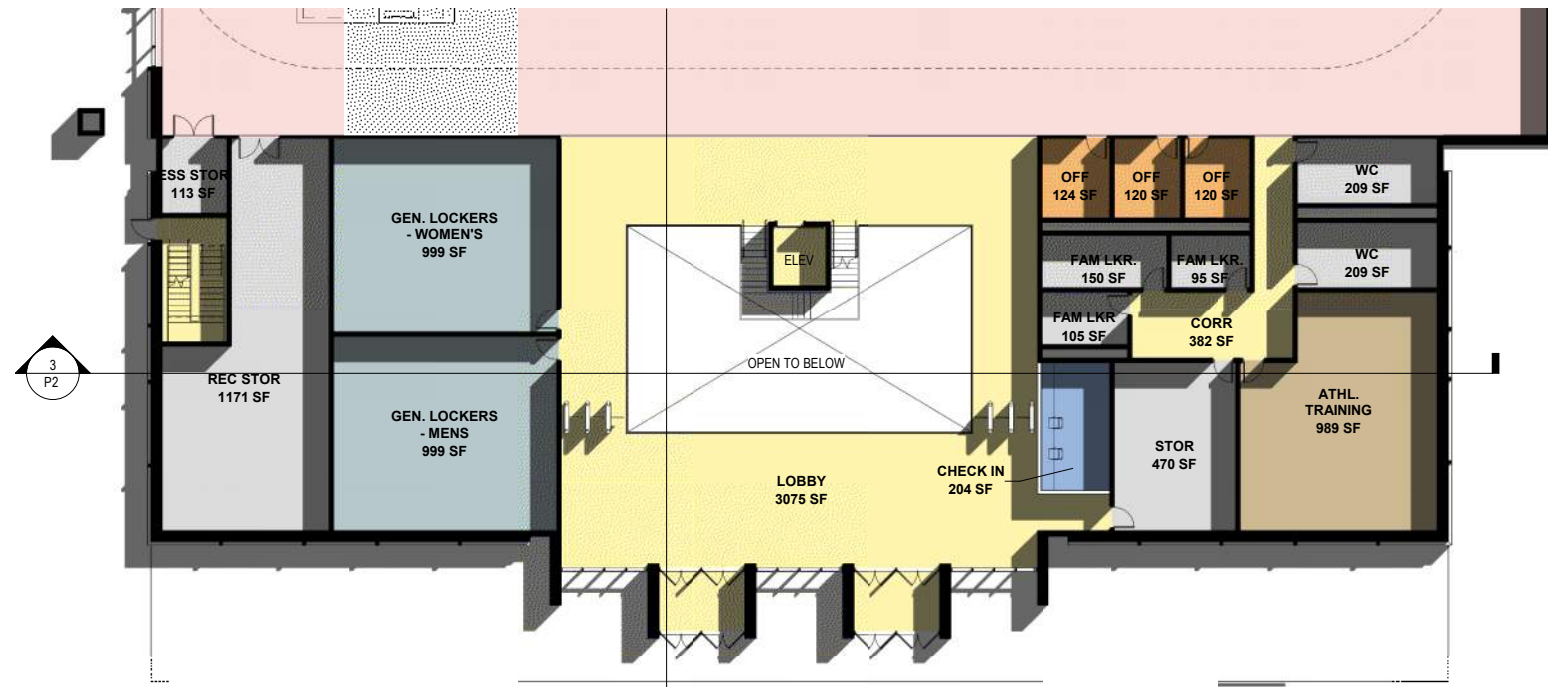 ESS STOR
113 SF
GEN. LOCKERS
- WOMEN'S
999 SF
ELEV
OFF
124 SF
OFF
120 SF
OFF
120 SF
WC
209 SF
FAM LKR.
150 SF
FAM LKR.
95 SF
WC
209 SF
FAM LKR
105 SF
CORR
382 SF
3
P2
OPEN TO BELOW
REC STOR
1171 SF
GEN. LOCKERS
- MENS
999 SF
ATHL.
TRAINING
989 SF
STOR
470 SF
CHECK IN
204 SF
LOBBY
3075 SF